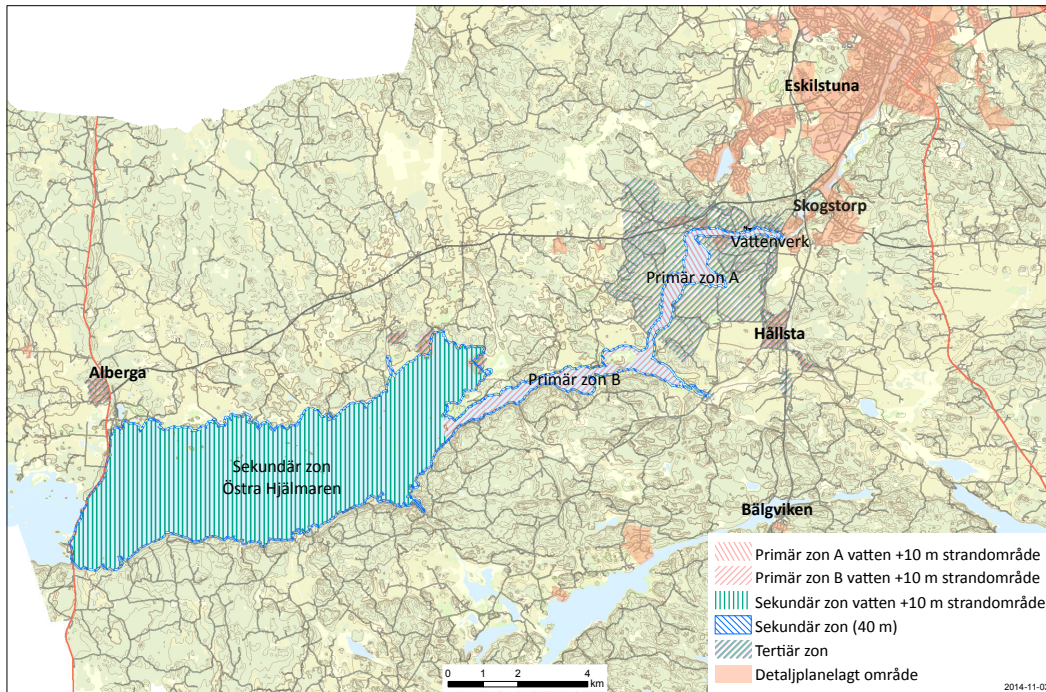 Eskilstuna
Skogstorp
Vattenverk
Primär zon A
Hållsta
Alberga
Primär zon B
Sekundär zon
Östra Hjälmaren
Bälgviken
Primär zon A vatten +10 m strandområde
Primär zon B vatten +10 m strandområde
Sekundär zon vatten +10 m strandområde
Sekundär zon (40 m)
Tertiär zon
Detaljplanelagt område
0 1 2 4
km